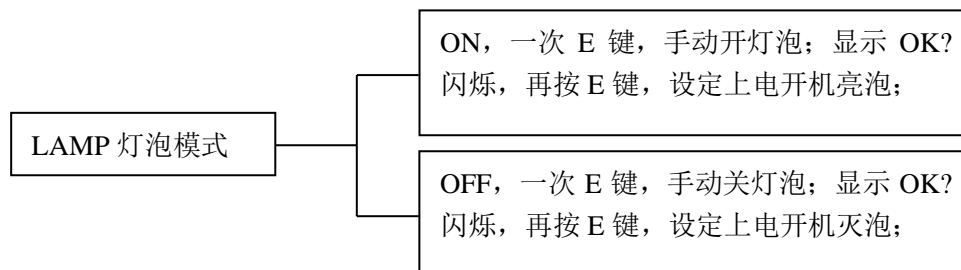 ON，一次 E 键，手动开灯泡；显示 OK?
闪烁，再按 E 键，设定上电开机亮泡；
LAMP 灯泡模式
OFF，一次 E 键，手动关灯泡；显示 OK?
闪烁，再按 E 键，设定上电开机灭泡；